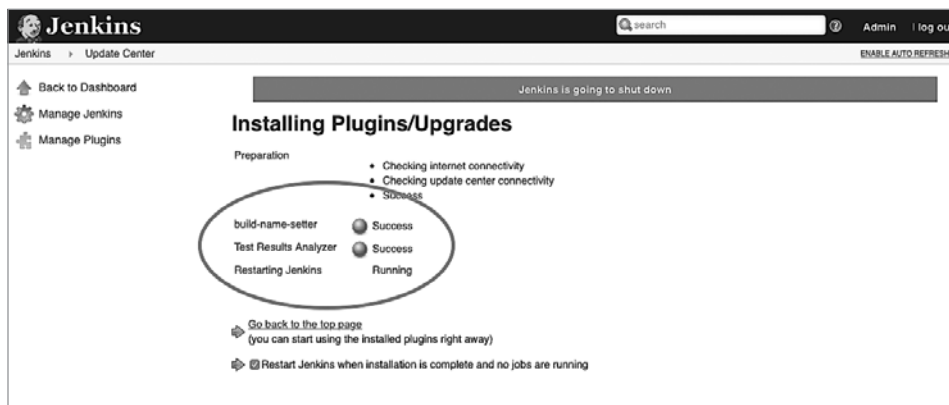 Jenkins
search
Admin | log ou
Jenkins Update Center
ENABLE AUTO REFRESH
Back to Dashboard
Manage Jenkins
Manage Plugins
Jenkins is going to shut down
Installing Plugins/Upgrades
Preparation
• Checking internet connectivity
• Checking update center connectivity
• Success
build-name-setter Success
Test Results Analyzer Success
Restarting Jenkins Running
Go back to the top page
(you can start using the installed plugins right away)
Restart Jenkins when installation is complete and no jobs are running